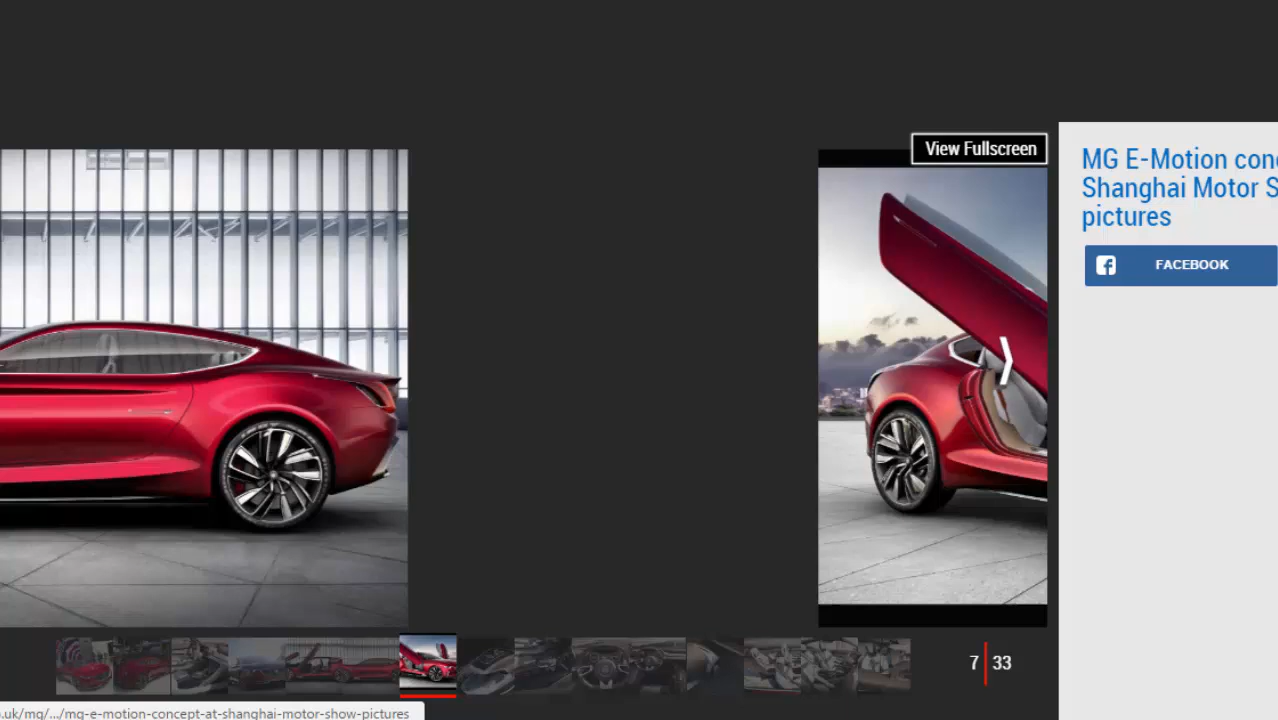 View Fullscreen
MG E-Motion con
Shanghai Motor S
pictures
FACEBOOK
7 33
.uk/mg/.../mg-e-motion-concept-at-shanghai-motor-show-pictures